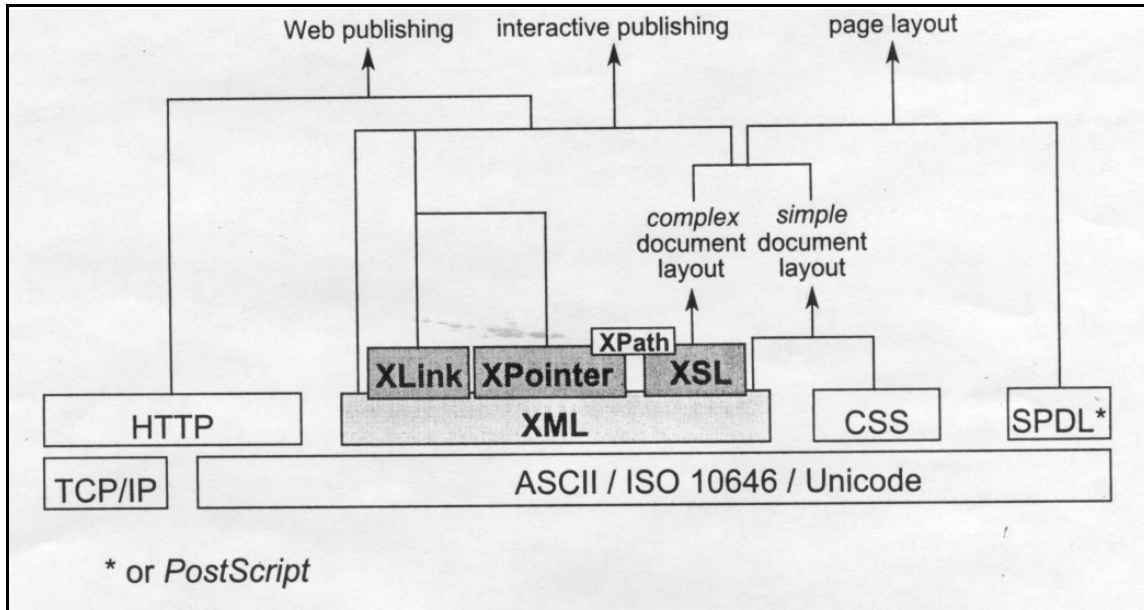 Web publishing
interactive publishing
page layout
complex
document
layout
simple
document
layout
XPath
XLink
XPointer
XSL
HTTP
XML
CSS
SPDL*
TCP/IP
ASCII / ISO 10646 / Unicode
* or PostScript